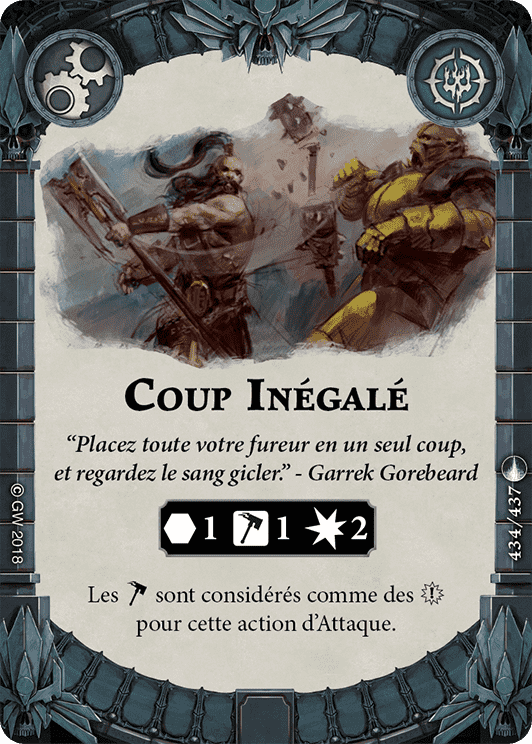 Coup Inégalé
“Placez toute votre fureur en un seul coup,
et regardez le sang gicler.” - Garrek Gorebeard
1 1 2
Les sont considérés comme des
pour cette action d’Attaque.
© GW 2018
434/437